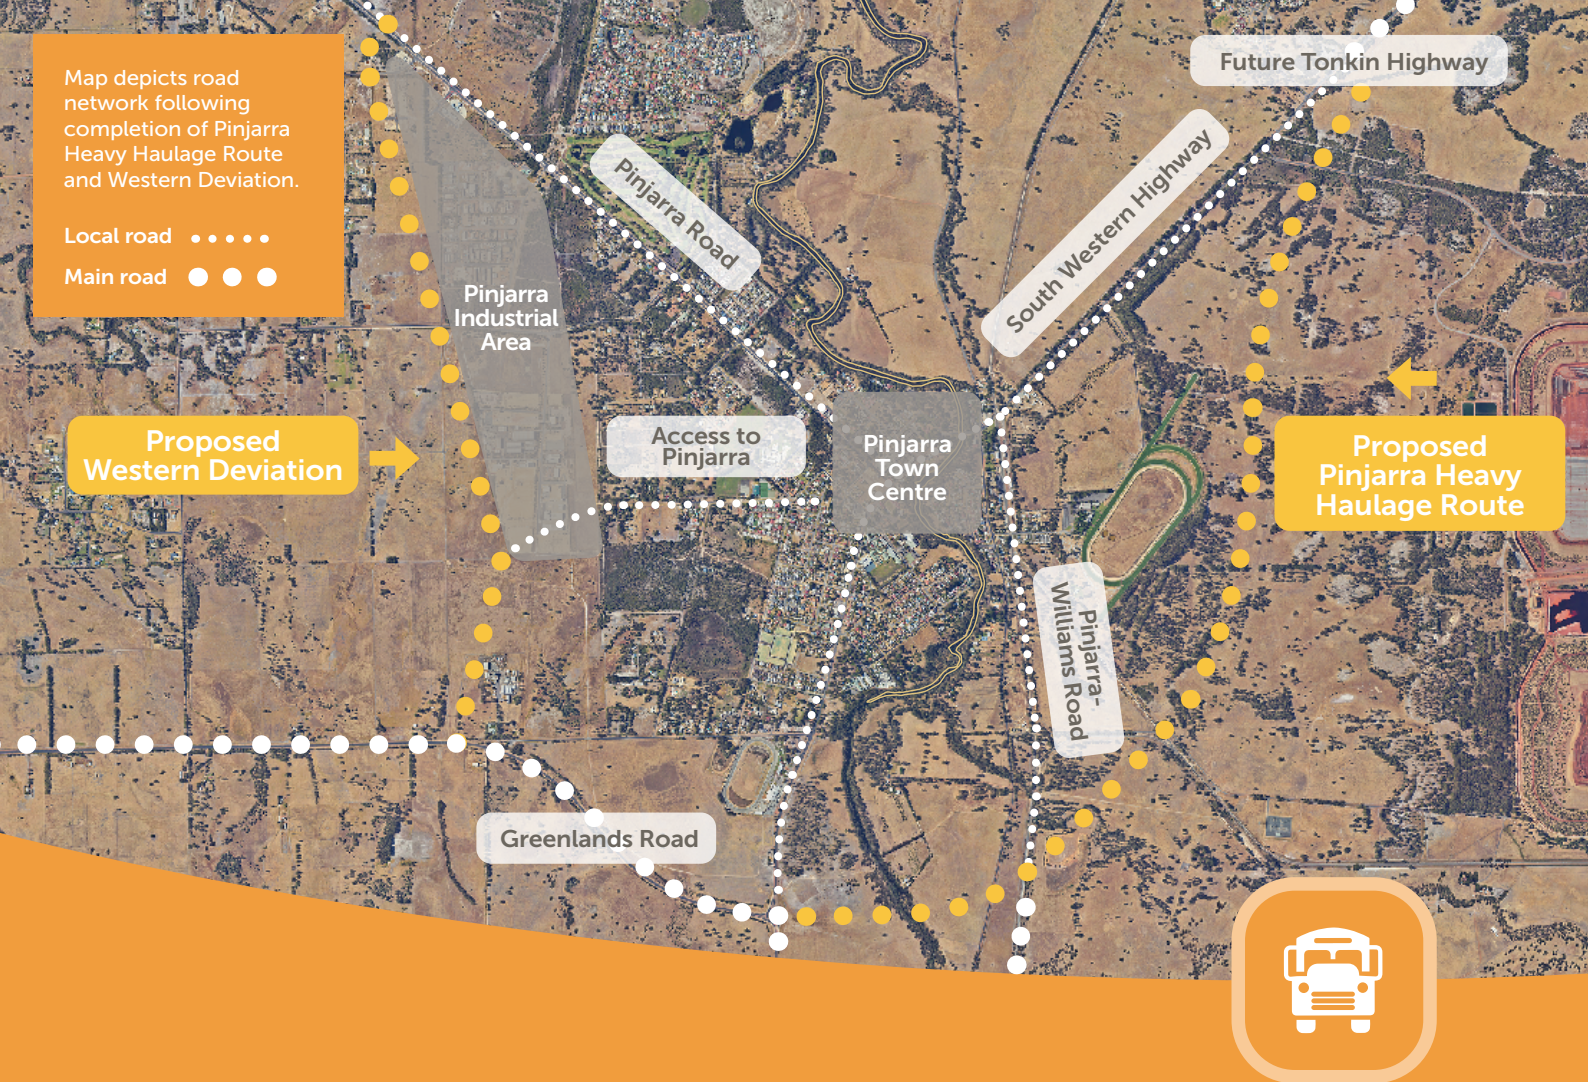 Map depicts road
network following
completion of Pinjarra
Heavy Haulage Route
and Western Deviation.
Local road
Main road
Future Tonkin Highway
Pinjarra Road
South Western Highway
Pinjarra
Industrial
Area
Proposed
Western Deviation
Access to
Pinjarra
Pinjarra
Town
Centre
Proposed
Pinjarra Heavy
Haulage Route
Pinjarra-
Williams Road
Greenlands Road